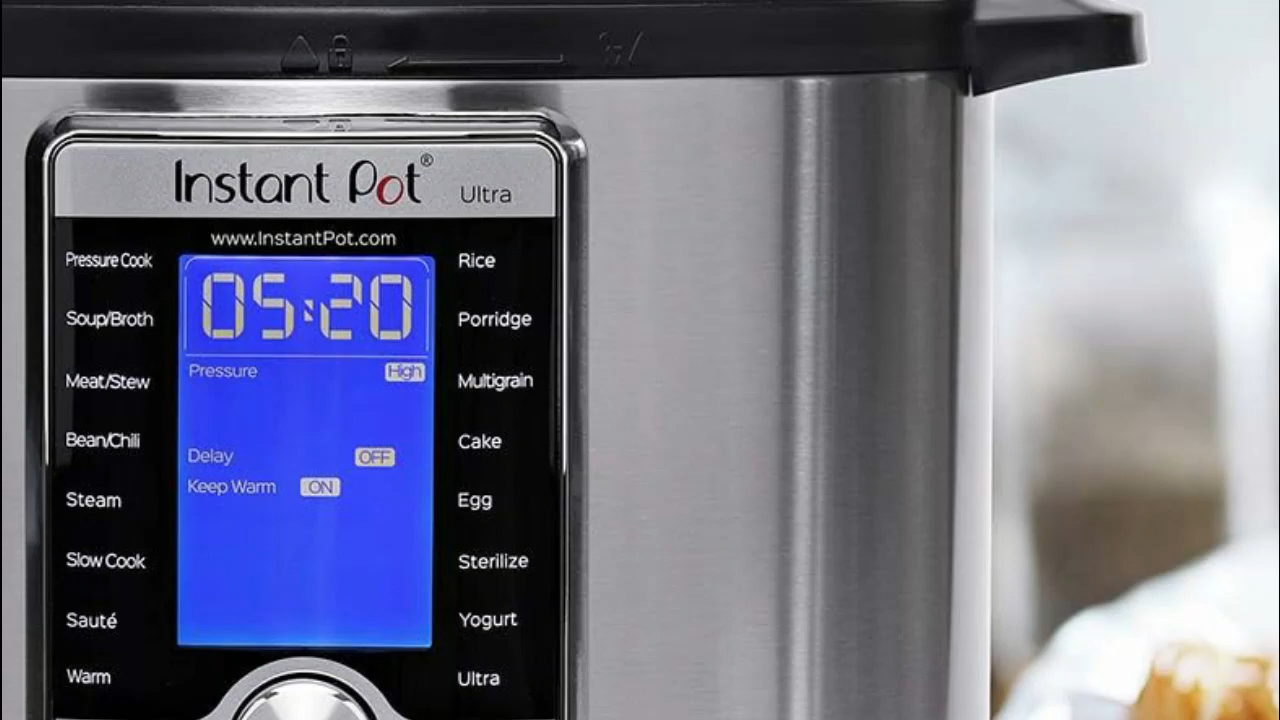 Instant Pot® Ultra
www.InstantPot.com
Pressure Cook
Soup/Broth
Meat/Stew
Bean/Chili
Steam
Slow Cook
Sauté
Warm
05:20
Pressure High
Delay OFF
Keep Warm ON
Rice
Porridge
Multigrain
Cake
Egg
Sterilize
Yogurt
Ultra